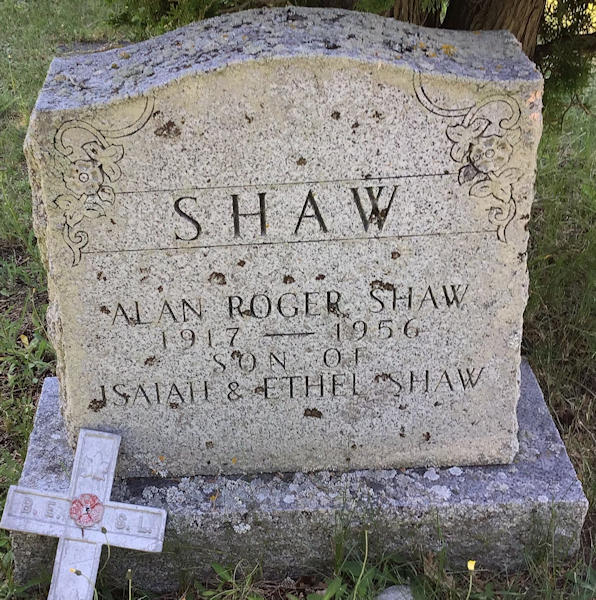 SHAW
ALAN ROGER SHAW
1917 — 1956
SON OF
ISAIAH & ETHEL SHAW
B.E.S.L.